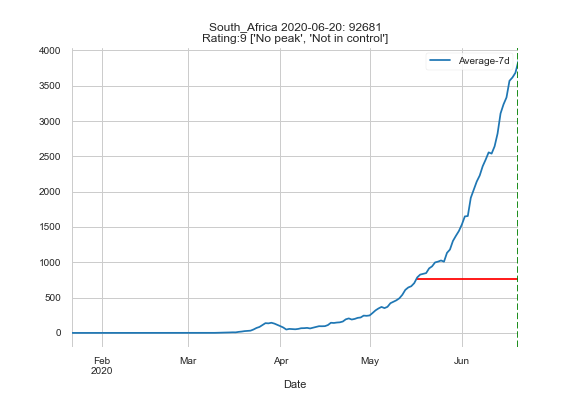 South_Africa 2020-06-20: 92681
Rating:9 ['No peak', 'Not in control']
Average-7d
4000
3500
3000
2500
2000
1500
1000
500
0
Feb
2020
Mar
Apr
May
Jun
Date